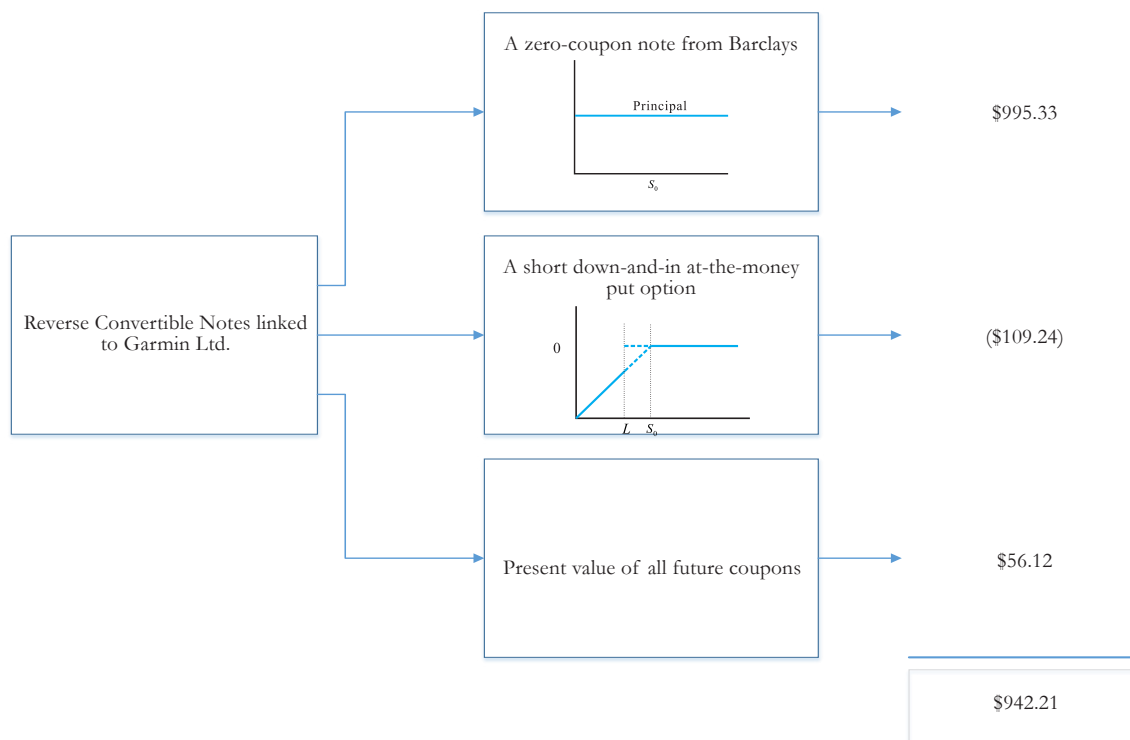 A zero-coupon note from Barclays
Principal
S₀
$995.33
Reverse Convertible Notes linked
to Garmin Ltd.
A short down-and-in at-the-money
put option
0
L S₀
($109.24)
Present value of all future coupons
$56.12
$942.21